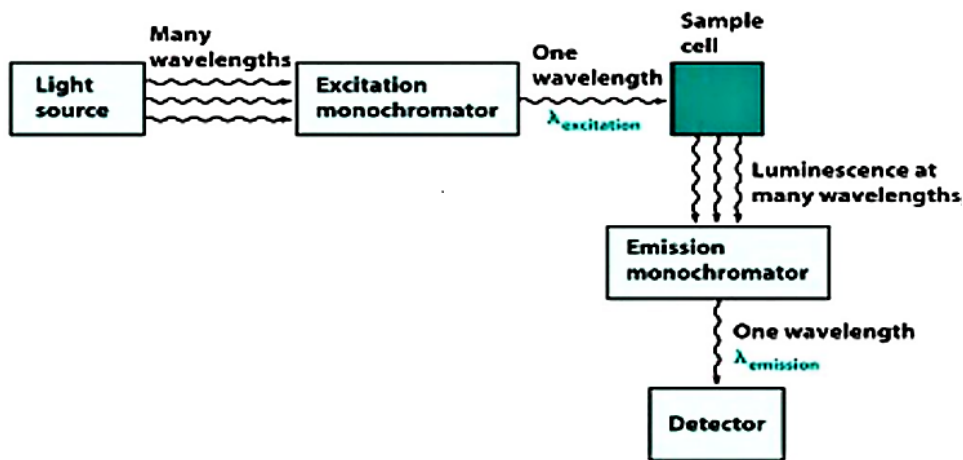 Many
wavelengths
Light
source
Excitation
monochromator
One
wavelength
λexcitation
Sample
cell
Luminescence at
many wavelengths
Emission
monochromator
One wavelength
λemission
Detector